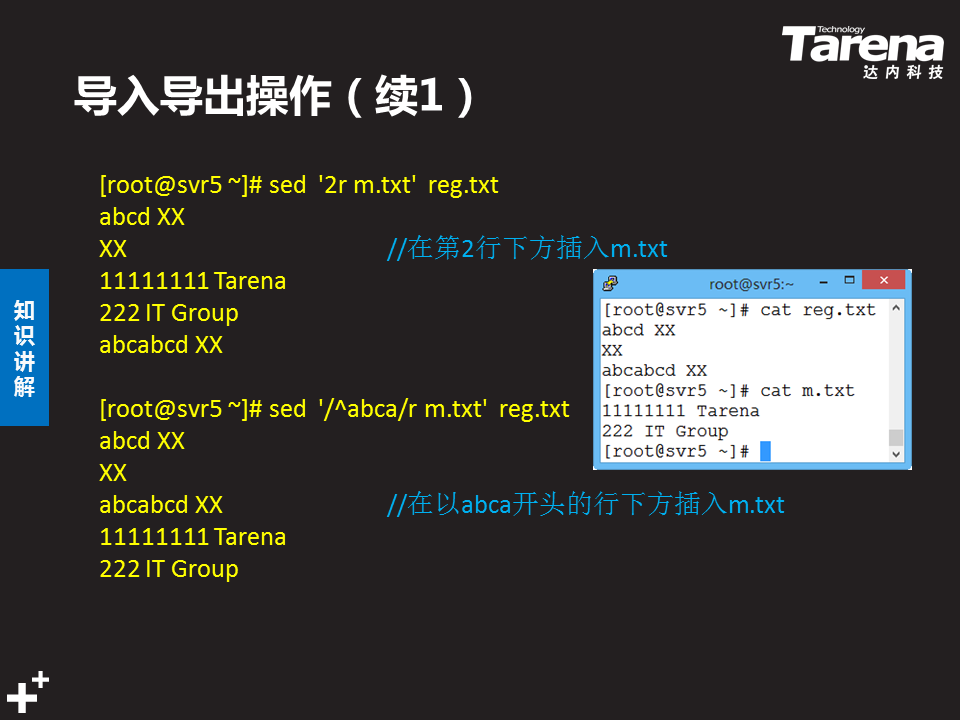 Technology
Tarena
达内科技
导入导出操作（续1）
[root@svr5 ~]# sed '2r m.txt' reg.txt
abcd XX
XX //在第2行下方插入m.txt
11111111 Tarena
222 IT Group
abcabcd XX
知识讲解
[root@svr5 ~]# sed '/^abca/r m.txt' reg.txt
abcd XX
XX
abcabcd XX //在以abca开头的行下方插入m.txt
11111111 Tarena
222 IT Group
root@svr5:~
[root@svr5 ~]# cat reg.txt
abcd XX
XX
abcabcd XX
[root@svr5 ~]# cat m.txt
11111111 Tarena
222 IT Group
[root@svr5 ~]#